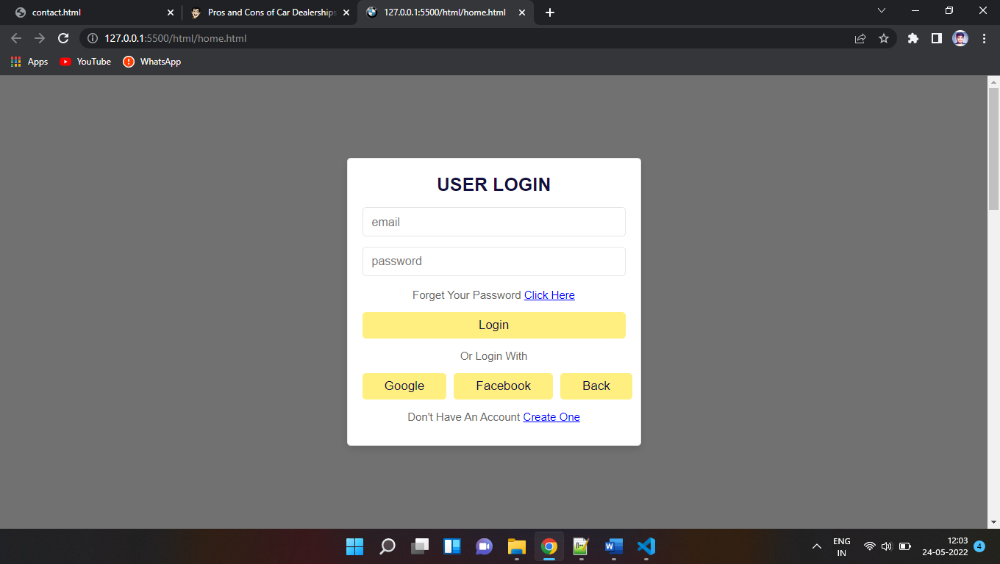 contact.html
Pros and Cons of Car Dealerships
127.0.0.1:5500/html/home.html
127.0.0.1:5500/html/home.html
Apps
YouTube
WhatsApp
USER LOGIN
email
password
Forget Your Password Click Here
Login
Or Login With
Google
Facebook
Back
Don't Have An Account Create One
ENG
IN
12:03
24-05-2022
4